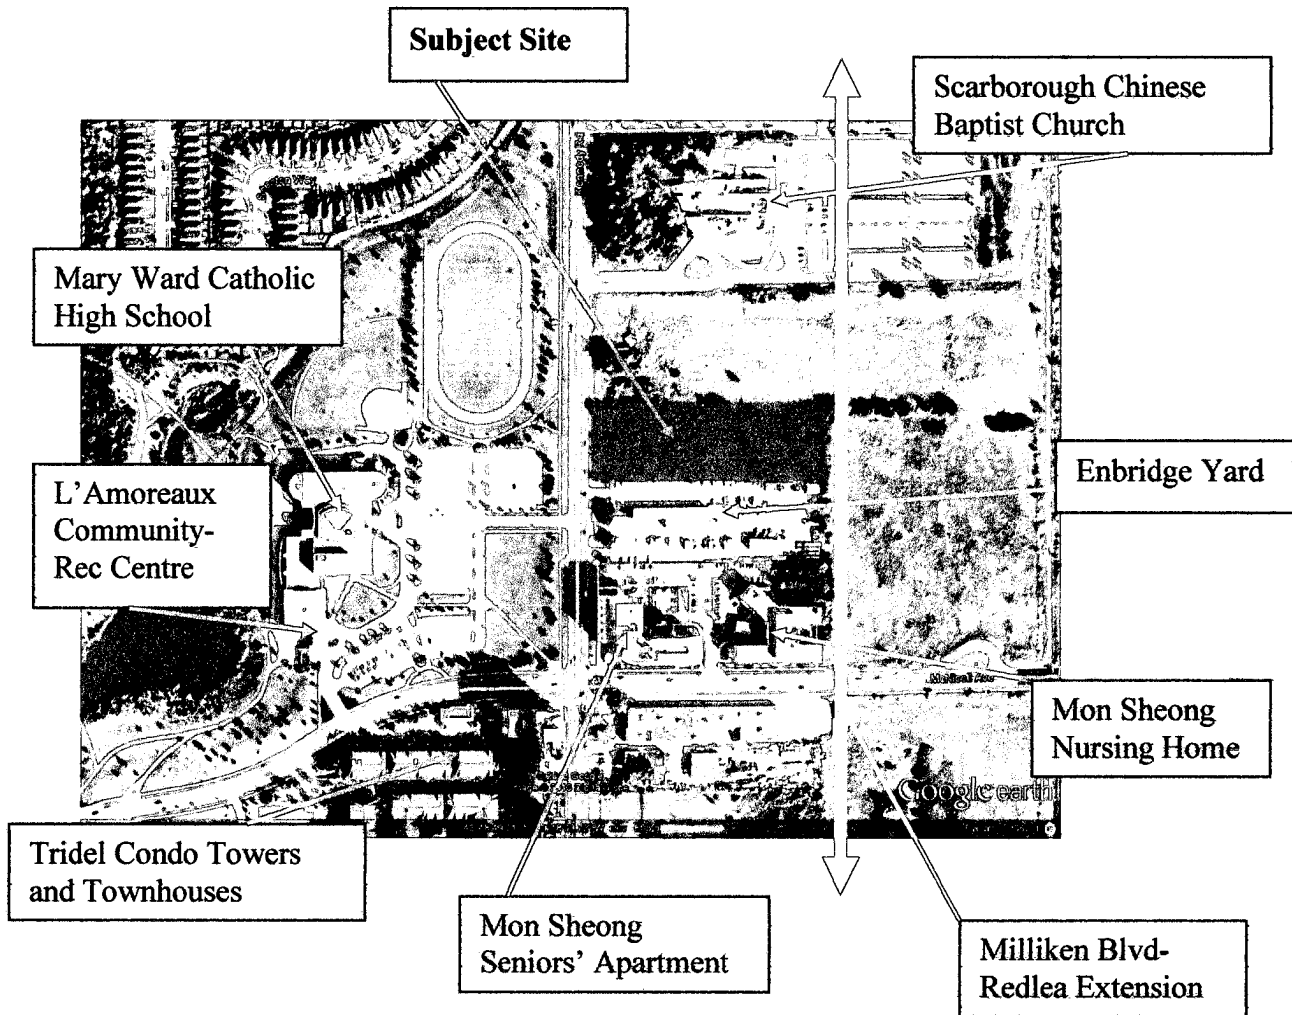 Subject Site
Scarborough Chinese
Baptist Church
Mary Ward Catholic
High School
L'Amoreaux
Community-
Rec Centre
Enbridge Yard
Mon Sheong
Nursing Home
Google earth
Tridel Condo Towers
and Townhouses
Mon Sheong
Seniors' Apartment
Milliken Blvd-
Redlea Extension